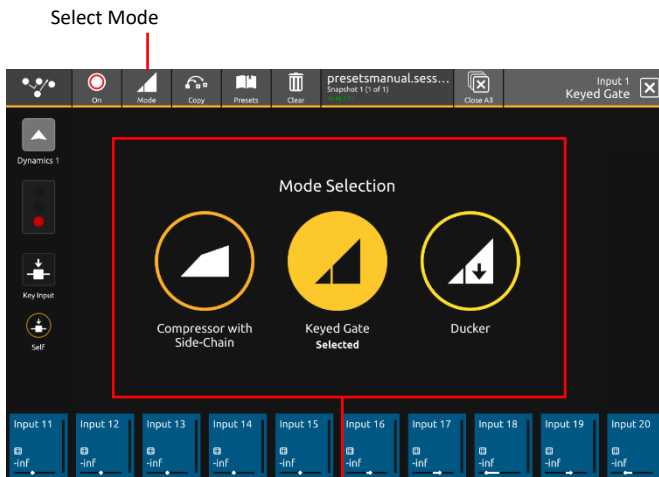 Select Mode
On
Mode
Copy
Presets
Clear
presetsmanual.sess...
Snapshot 1 (1 of 1)
Close All
Input 1
Keyed Gate
Dynamics 1
Key Input
Self
Mode Selection
Compressor with
Side-Chain
Keyed Gate
Selected
Ducker
Input 11
Input 12
Input 13
Input 14
Input 15
Input 16
Input 17
Input 18
Input 19
Input 20
-inf
-inf
-inf
-inf
-inf
-inf
-inf
-inf
-inf
-inf